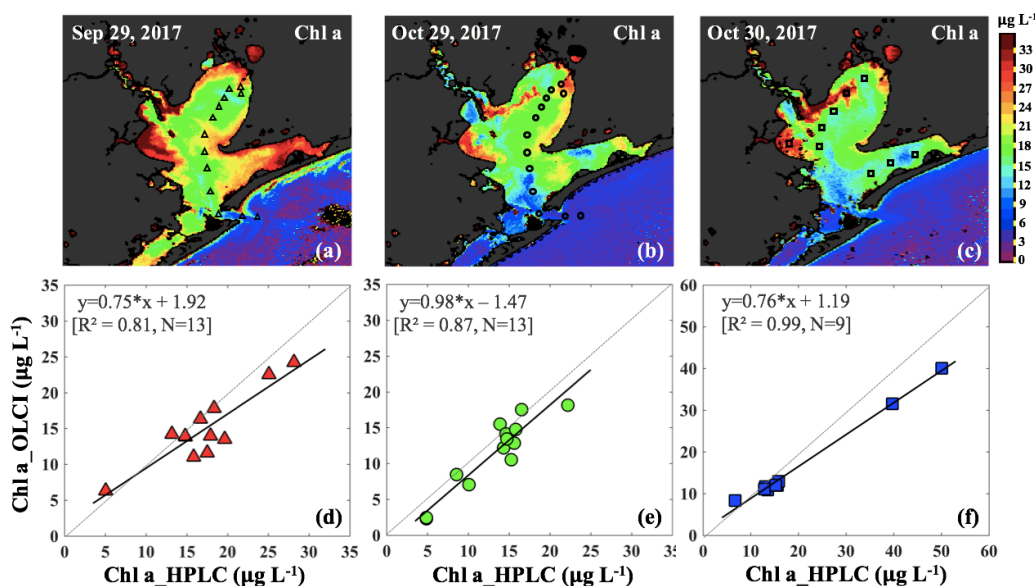 Sep 29, 2017 Chl a
Oct 29, 2017 Chl a
Oct 30, 2017 Chl a
µg L-1
33
30
27
24
21
18
15
12
9
6
3
0
(a)
(b)
(c)
y=0.75*x + 1.92
[R² = 0.81, N=13]
(d)
35
30
25
20
15
10
5
0
0 5 10 15 20 25 30 35
Chl a_OLCI (µg L-1)
Chl a_HPLC (µg L-1)
y=0.98*x – 1.47
[R² = 0.87, N=13]
(e)
35
30
25
20
15
10
5
0
0 5 10 15 20 25 30 35
Chl a_HPLC (µg L-1)
y=0.76*x + 1.19
[R² = 0.99, N=9]
(f)
60
50
40
30
20
10
0
0 10 20 30 40 50 60
Chl a_HPLC (µg L-1)